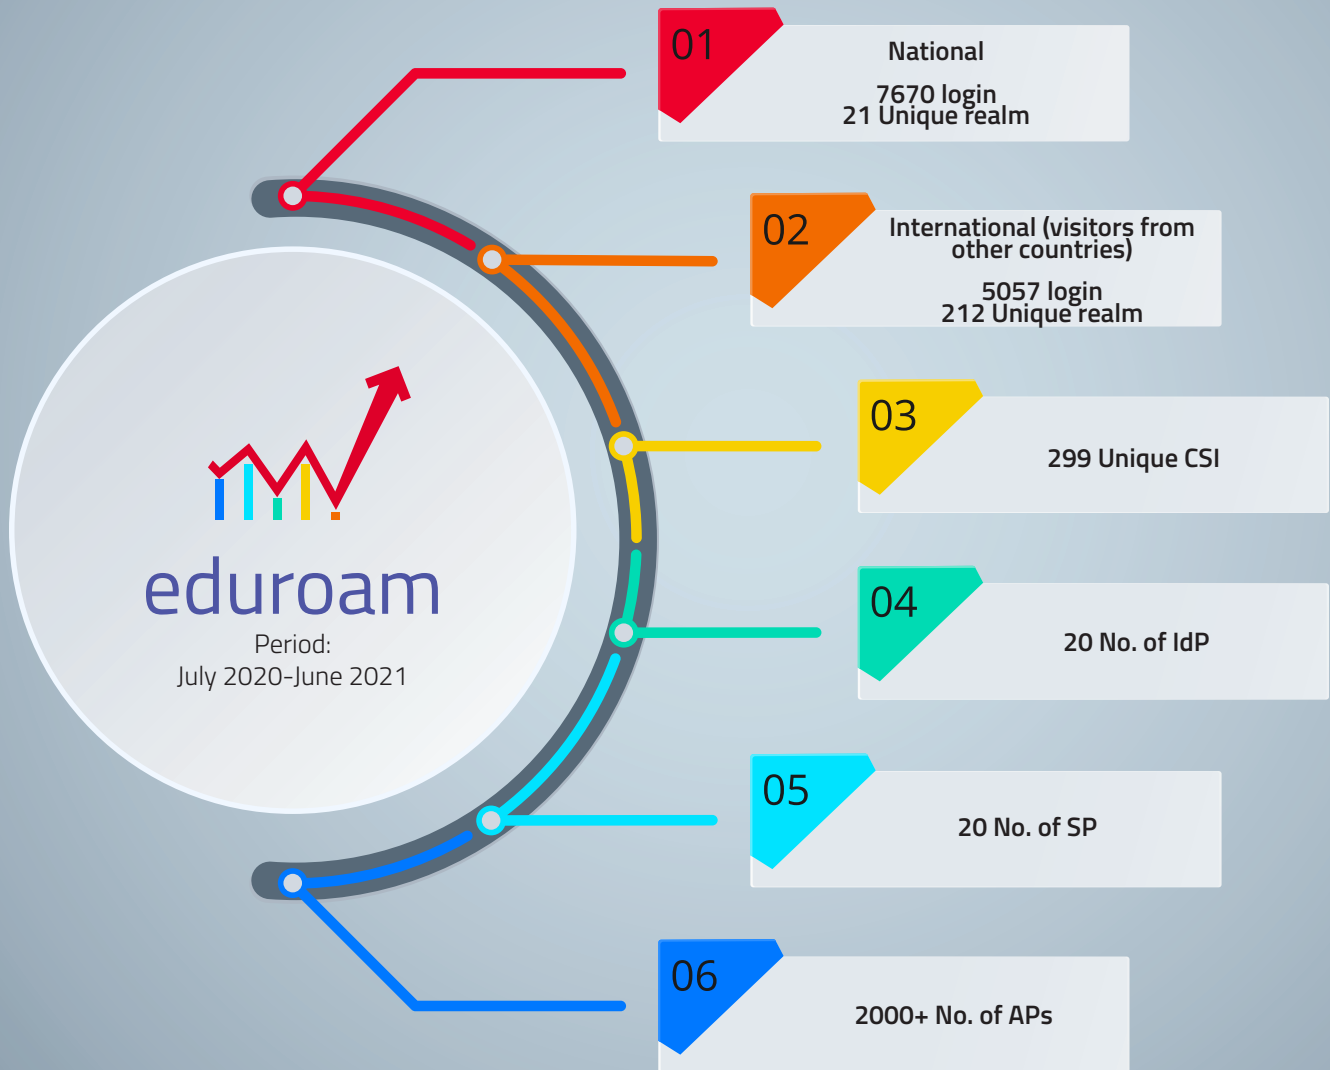 01
National
7670 login
21 Unique realm
02
International (visitors from
other countries)
5057 login
212 Unique realm
03
299 Unique CSI
eduroam
Period:
July 2020-June 2021
04
20 No. of IdP
05
20 No. of SP
06
2000+ No. of APs